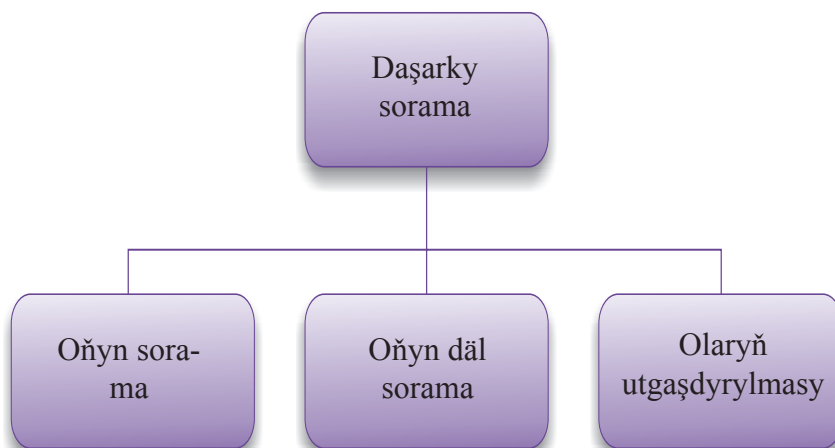 Daşarky
sorama
Oňyn sora-
ma
Oňyn däl
sorama
Olaryň
utgaşdyrylmasy